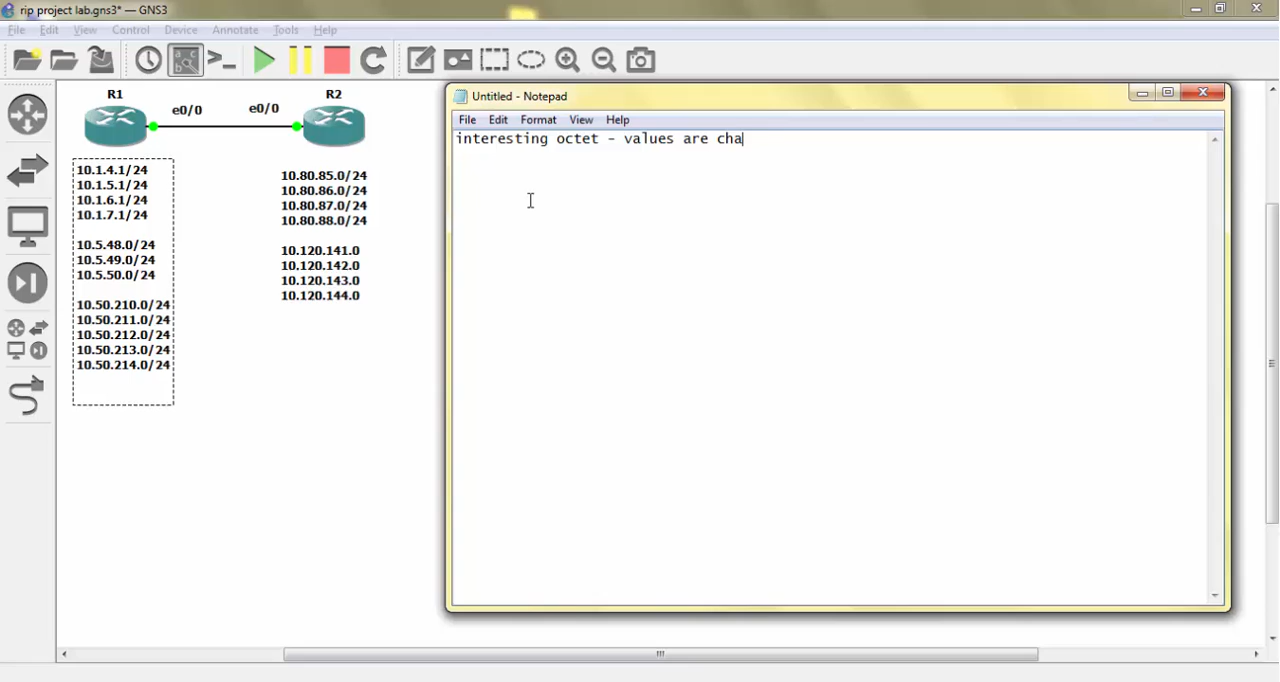 rip project lab.gns3* — GNS3
File Edit View Control Device Annotate Tools Help
R1
e0/0
e0/0
R2
10.1.4.1/24
10.1.5.1/24
10.1.6.1/24
10.1.7.1/24
10.5.48.0/24
10.5.49.0/24
10.5.50.0/24
10.50.210.0/24
10.50.211.0/24
10.50.212.0/24
10.50.213.0/24
10.50.214.0/24
10.80.85.0/24
10.80.86.0/24
10.80.87.0/24
10.80.88.0/24
10.120.141.0
10.120.142.0
10.120.143.0
10.120.144.0
Untitled - Notepad
File Edit Format View Help
interesting octet - values are cha